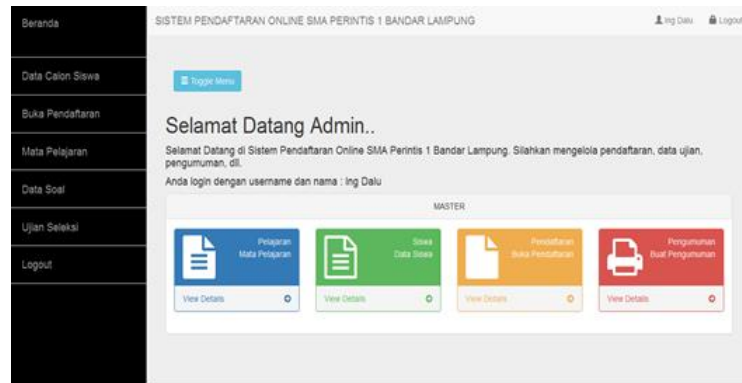 Beranda
SISTEM PENDAFTARAN ONLINE SMA PERINTIS 1 BANDAR LAMPUNG
Ing Dalu
Logout
Data Calon Siswa
Buka Pendaftaran
Mata Pelajaran
Data Soal
Ujian Seleksi
Logout
Toggle Menu
Selamat Datang Admin..
Selamat Datang di Sistem Pendaftaran Online SMA Perintis 1 Bandar Lampung. Silahkan mengelola pendaftaran, data ujian,
pengumuman, dll.
Anda login dengan username dan nama : Ing Dalu
MASTER
Pelajaran
Mata Pelajaran
View Details
Siswa
Data Siswa
View Details
Pendaftaran
Buka Pendaftaran
View Details
Pengumuman
Buat Pengumuman
View Details